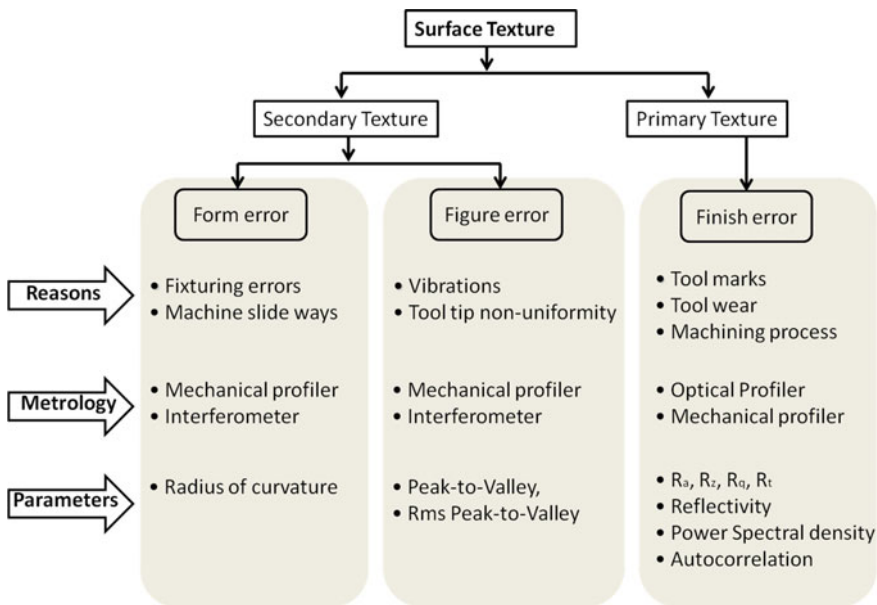 Surface Texture
Secondary Texture
Primary Texture
Form error
Figure error
Finish error
Reasons
• Fixturing errors
• Machine slide ways
• Vibrations
• Tool tip non-uniformity
• Tool marks
• Tool wear
• Machining process
Metrology
• Mechanical profiler
• Interferometer
• Mechanical profiler
• Interferometer
• Optical Profiler
• Mechanical profiler
Parameters
• Radius of curvature
• Peak-to-Valley,
• Rms Peak-to-Valley
• Ra, Rz, Rq, Rt
• Reflectivity
• Power Spectral density
• Autocorrelation